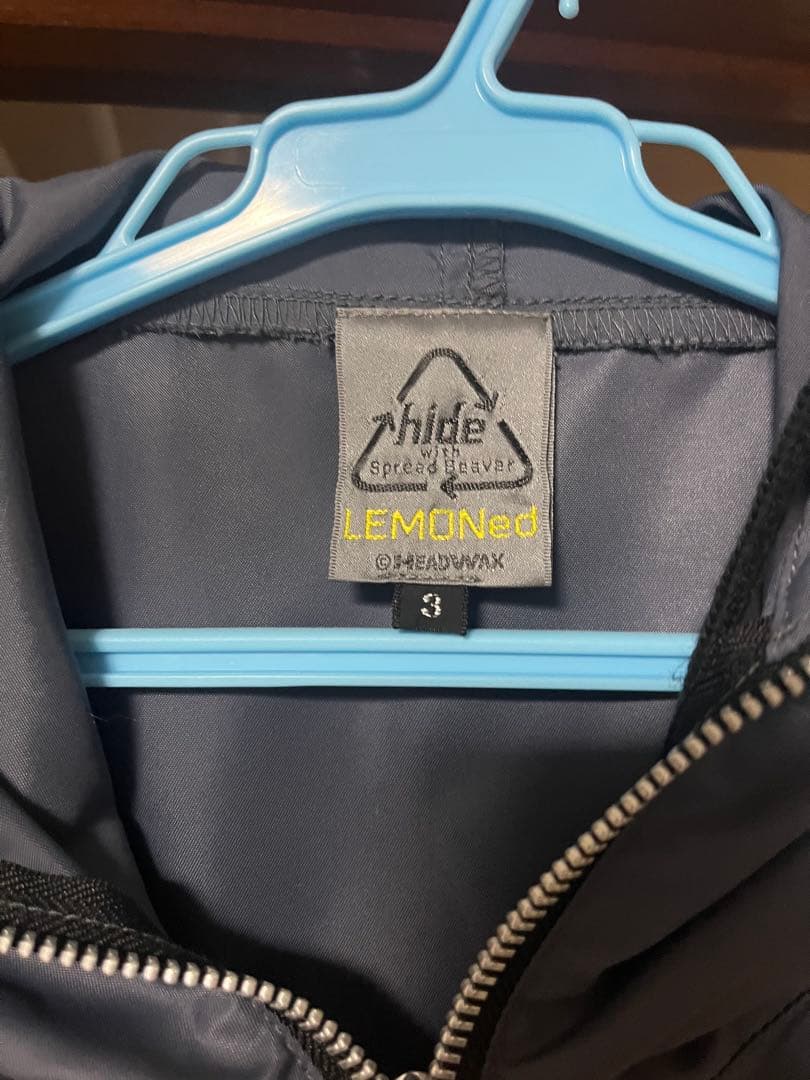 hide
with
Spread Beaver
LEMONed
©HEADWAX
3